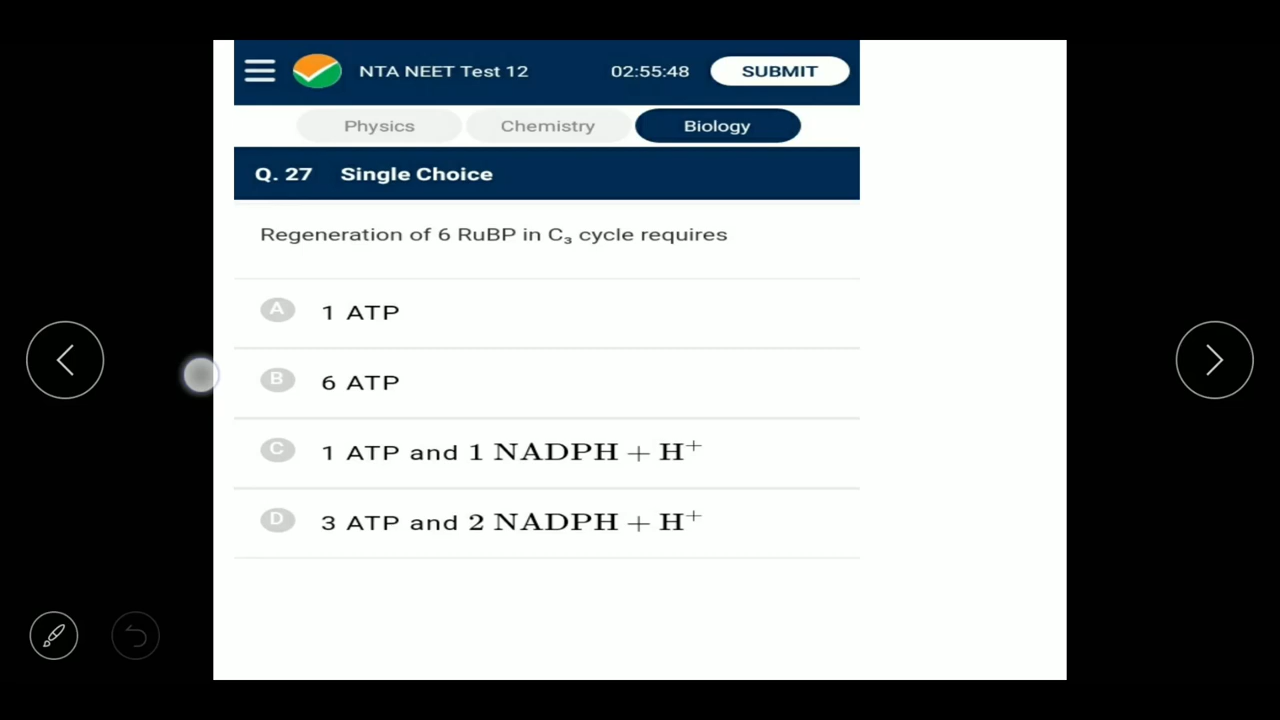 NTA NEET Test 12 02:55:48 SUBMIT
Physics Chemistry Biology
Q. 27 Single Choice
Regeneration of 6 RuBP in C₃ cycle requires
A 1 ATP
B 6 ATP
C 1 ATP and 1 NADPH + H⁺
D 3 ATP and 2 NADPH + H⁺